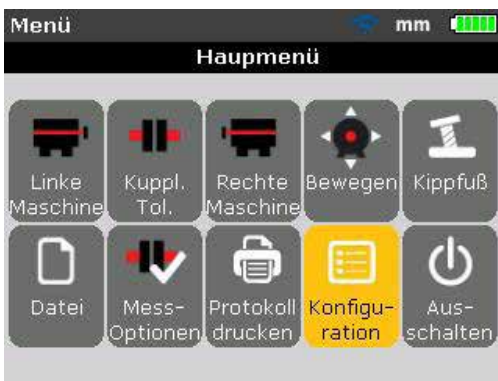 Menü mm
Haupmenü
Linke
Maschine
Kuppl.
Tol.
Rechte
Maschine
Bewegen
Kippfuß
Datei
Mess-
Optionen
Protokoll
drucken
Konfigu-
ration
Aus-
schalten